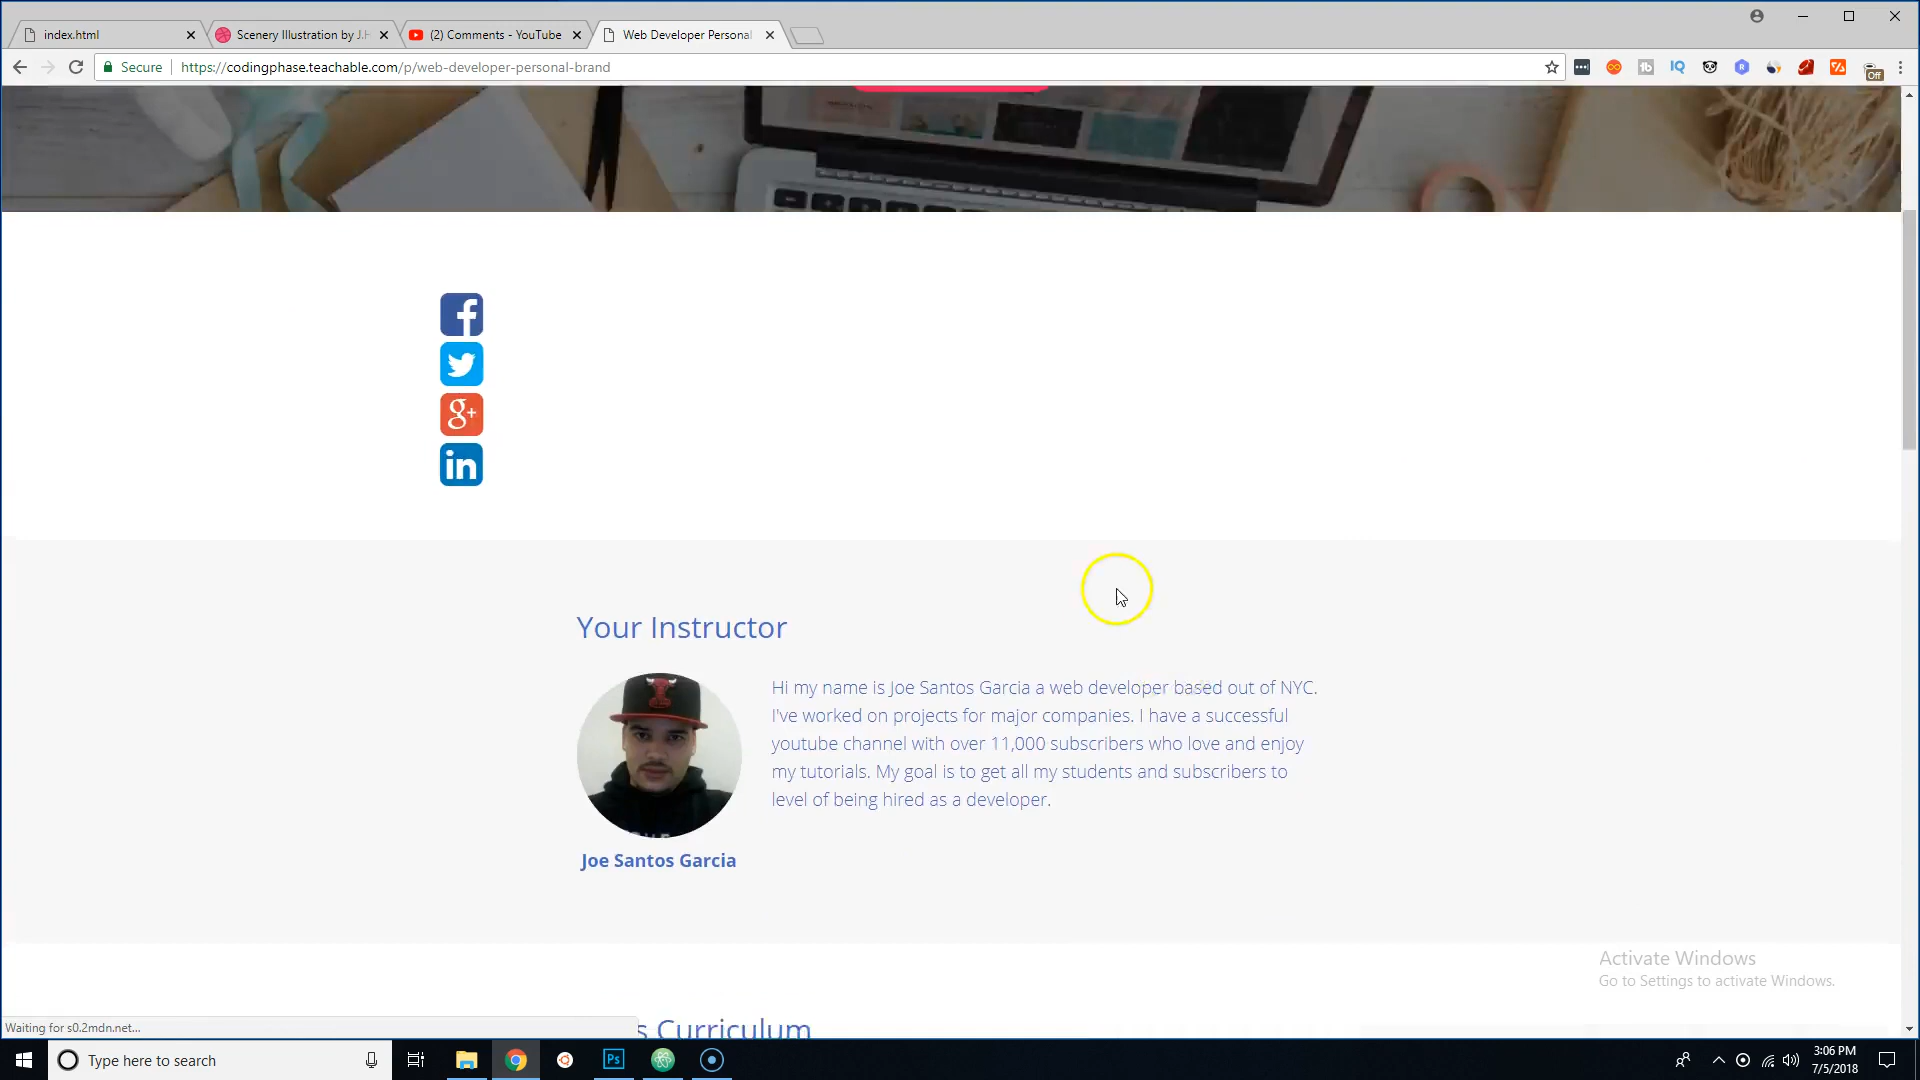 index.html
Scenery Illustration by J.H
(2) Comments - YouTube
Web Developer Personal
Secure
https://codingphase.teachable.com/p/web-developer-personal-brand
Off
Your Instructor
Hi my name is Joe Santos Garcia a web developer based out of NYC.
I've worked on projects for major companies. I have a successful
youtube channel with over 11,000 subscribers who love and enjoy
my tutorials. My goal is to get all my students and subscribers to
level of being hired as a developer.
Joe Santos Garcia
Activate Windows
Go to Settings to activate Windows.
s Curriculum
Waiting for s0.2mdn.net...
Type here to search
Ps
3:06 PM
7/5/2018